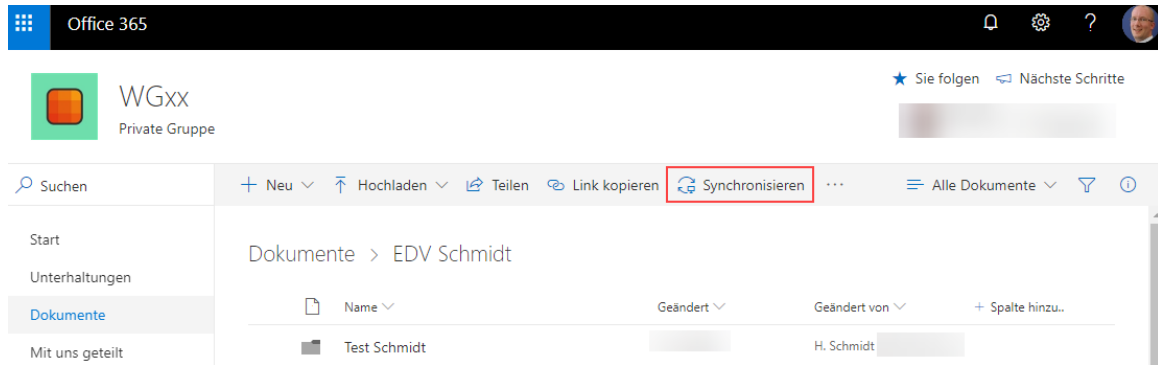 Office 365 ?
WGxx
Private Gruppe
Sie folgen Nächste Schritte
Suchen
+ Neu Hochladen Teilen Link kopieren Synchronisieren ... Alle Dokumente
Start
Unterhaltungen
Dokumente
Mit uns geteilt
Dokumente > EDV Schmidt
Name Geändert Geändert von + Spalte hinzu..
Test Schmidt H. Schmidt